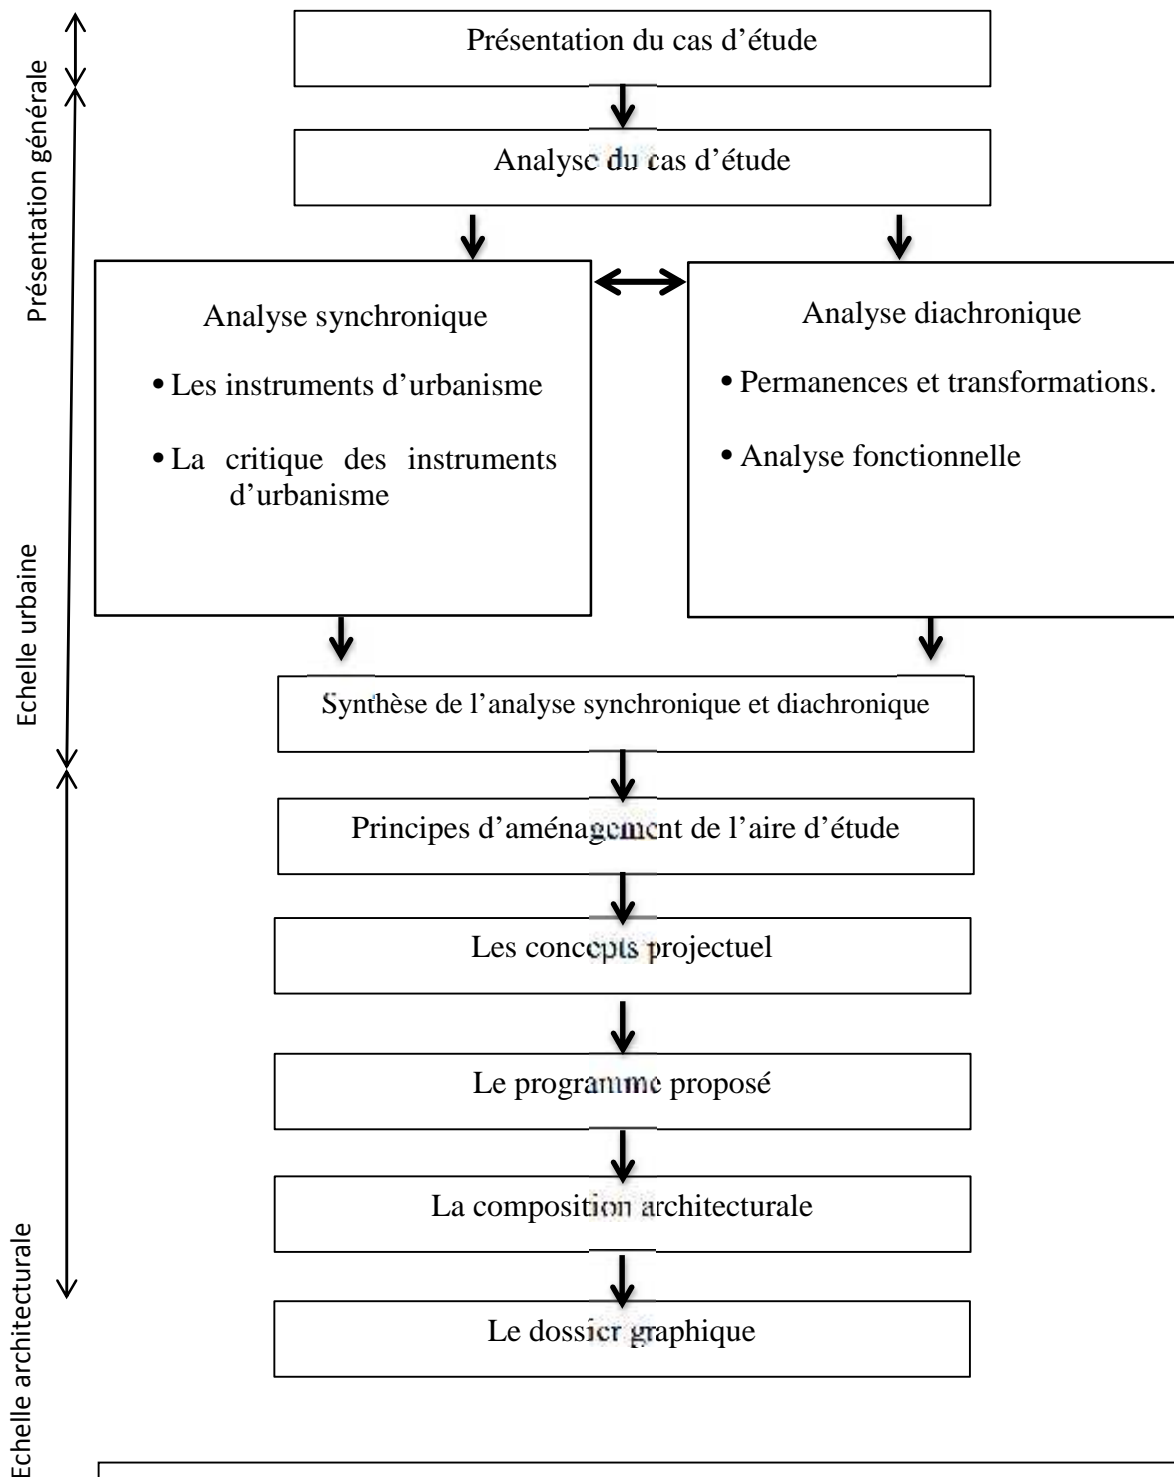 Présentation du cas d’étude
Présentation générale
Analyse du cas d’étude
Analyse synchronique
• Les instruments d’urbanisme
• La critique des instruments
d’urbanisme
Analyse diachronique
• Permanences et transformations.
• Analyse fonctionnelle
Echelle urbaine
Synthèse de l’analyse synchronique et diachronique
Principes d’aménagement de l’aire d’étude
Les concepts projectuel
Le programme proposé
La composition architecturale
Echelle architecturale
Le dossier graphique